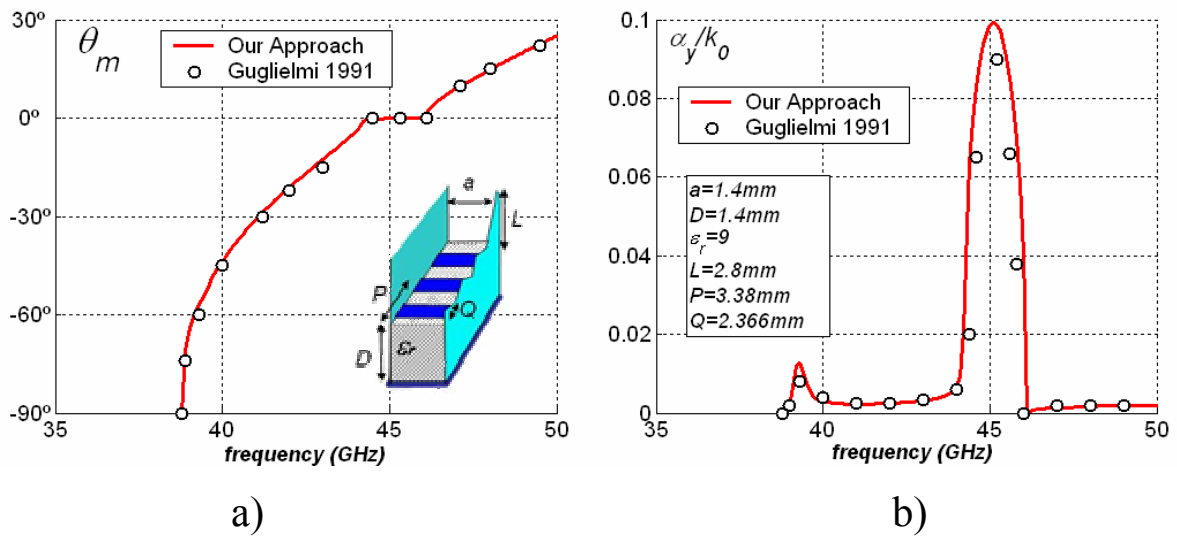 30º
0º
-30º
-60º
-90º
35
40
45
50
θm
Our Approach
Guglielmi 1991
a
L
P
Q
D
εr
frequency (GHz)
a)
0.1
0.08
0.06
0.04
0.02
0
35
40
45
50
αy/k0
Our Approach
Guglielmi 1991
a=1.4mm
D=1.4mm
εr=9
L=2.8mm
P=3.38mm
Q=2.366mm
frequency (GHz)
b)